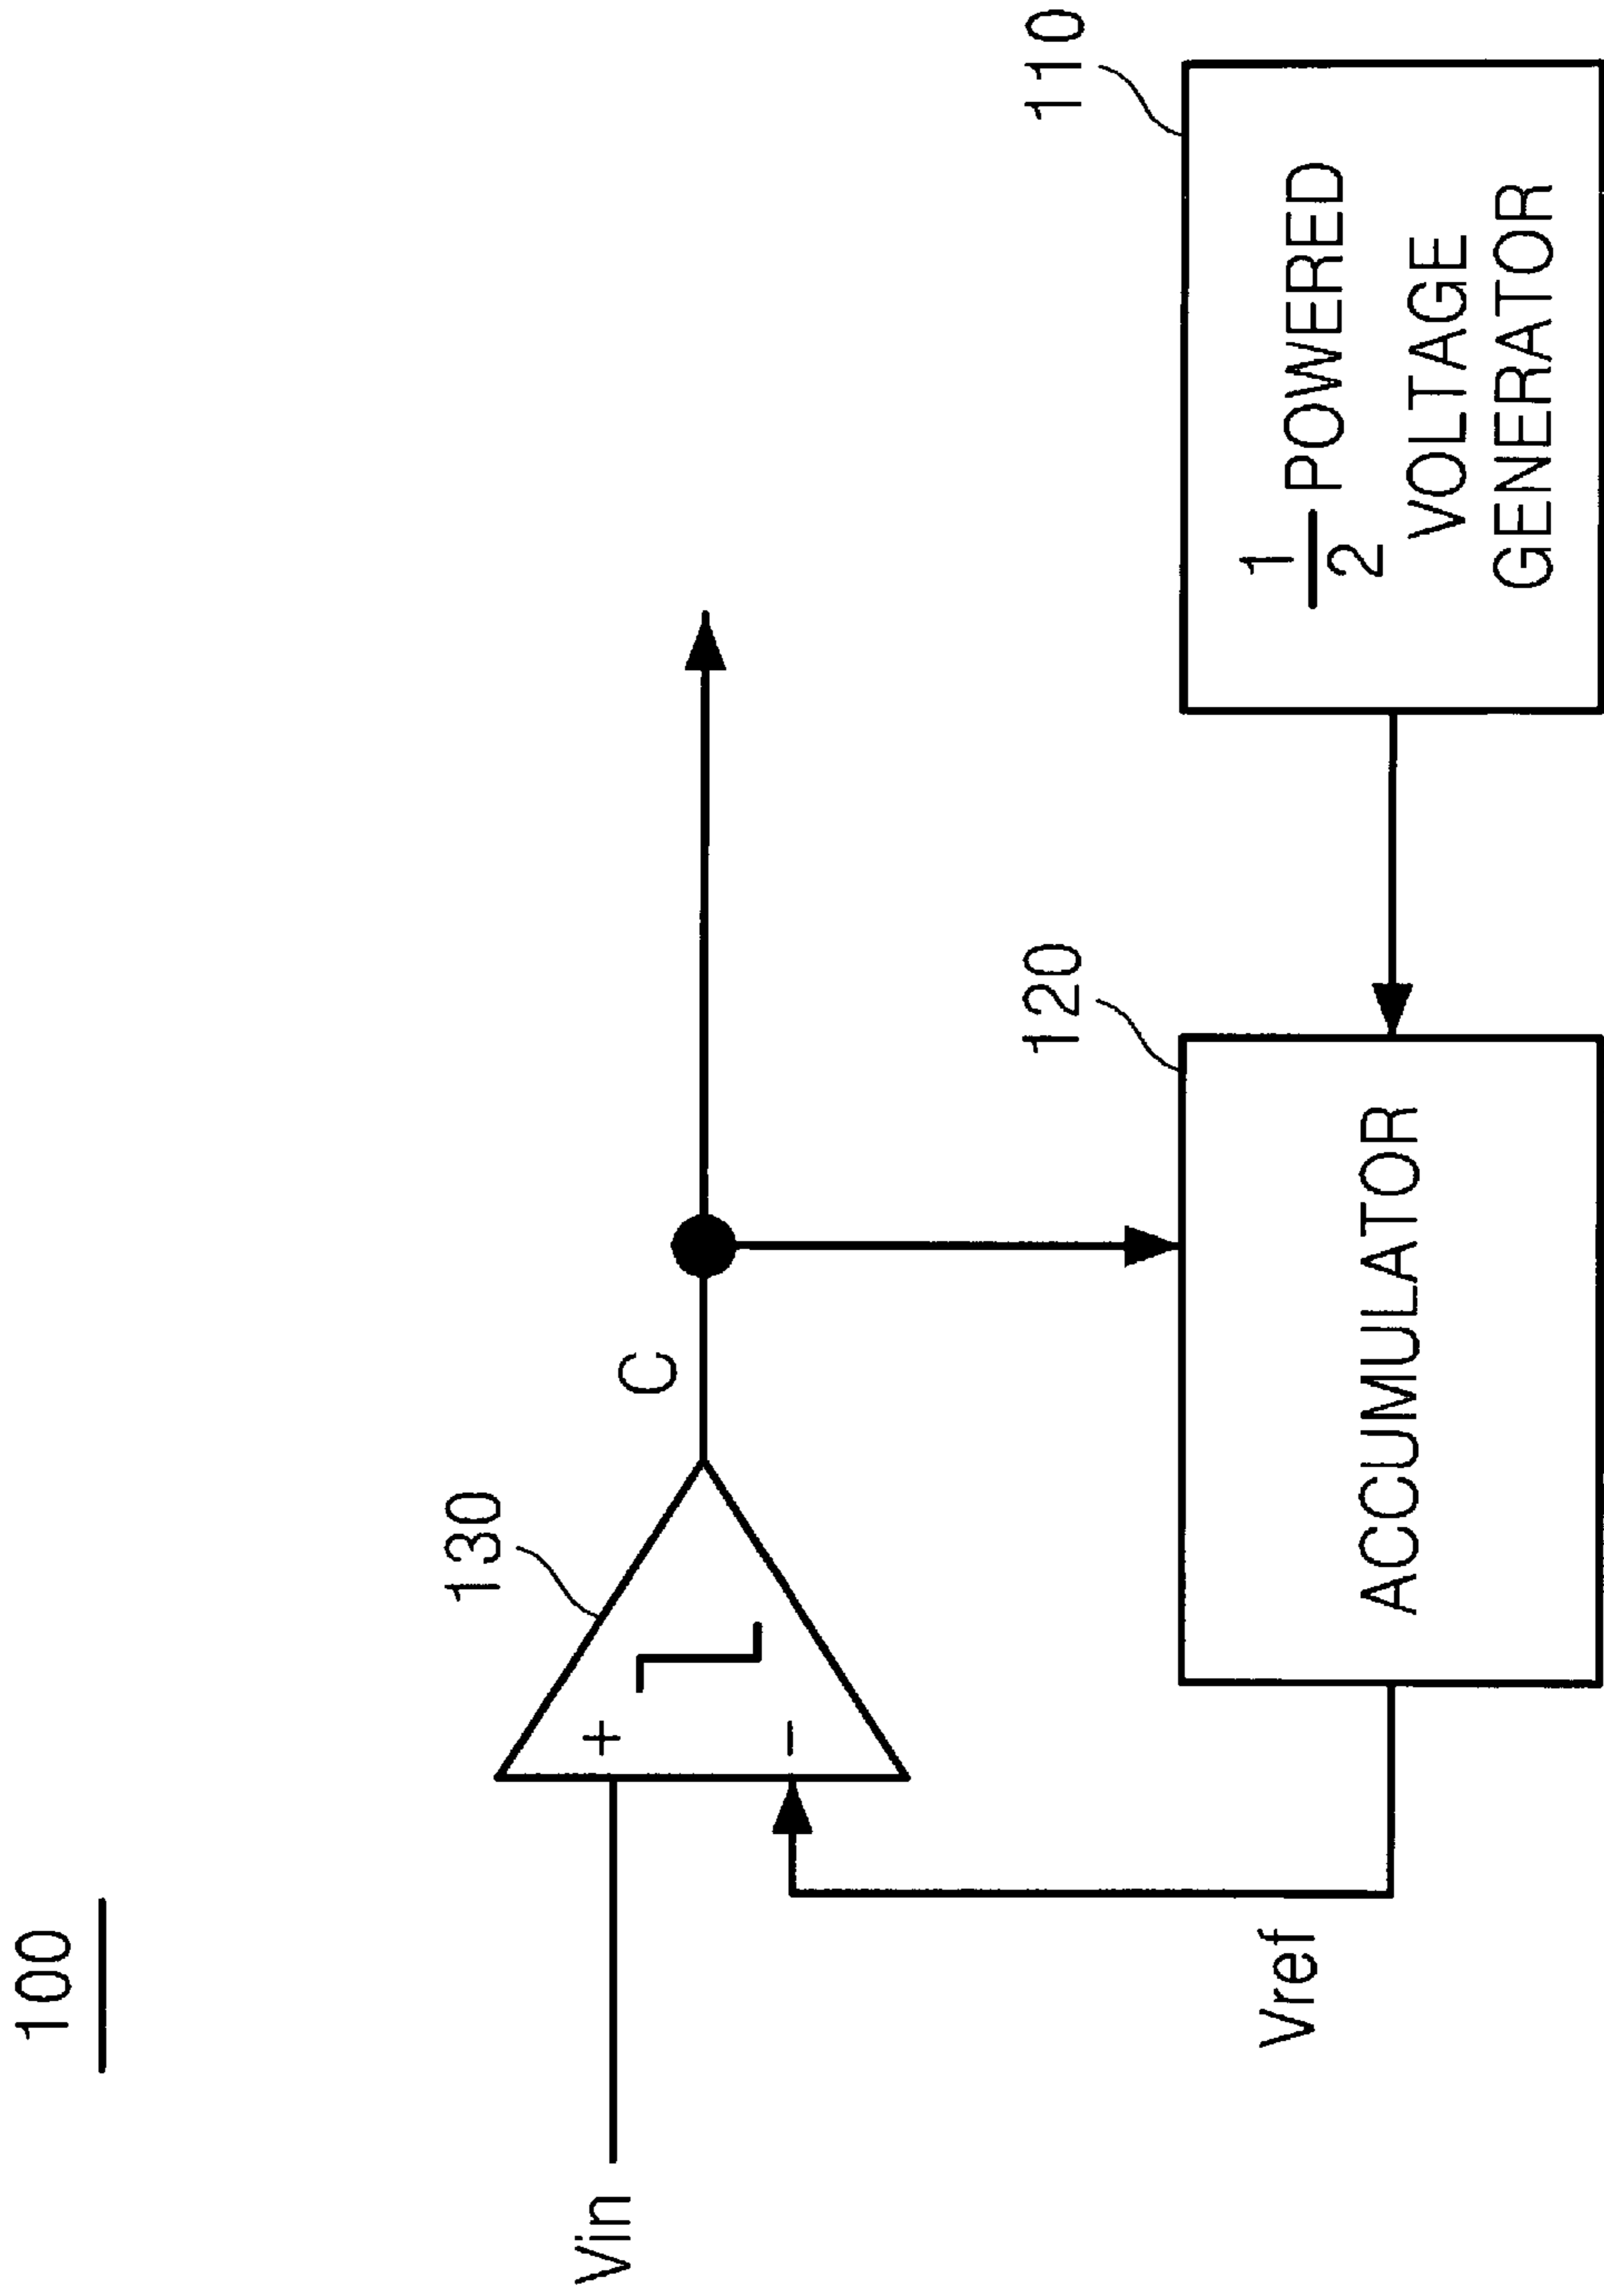 100
130
C
+
−
Vin
Vref
120
ACCUMULATOR
110
1
2
POWERED
VOLTAGE
GENERATOR